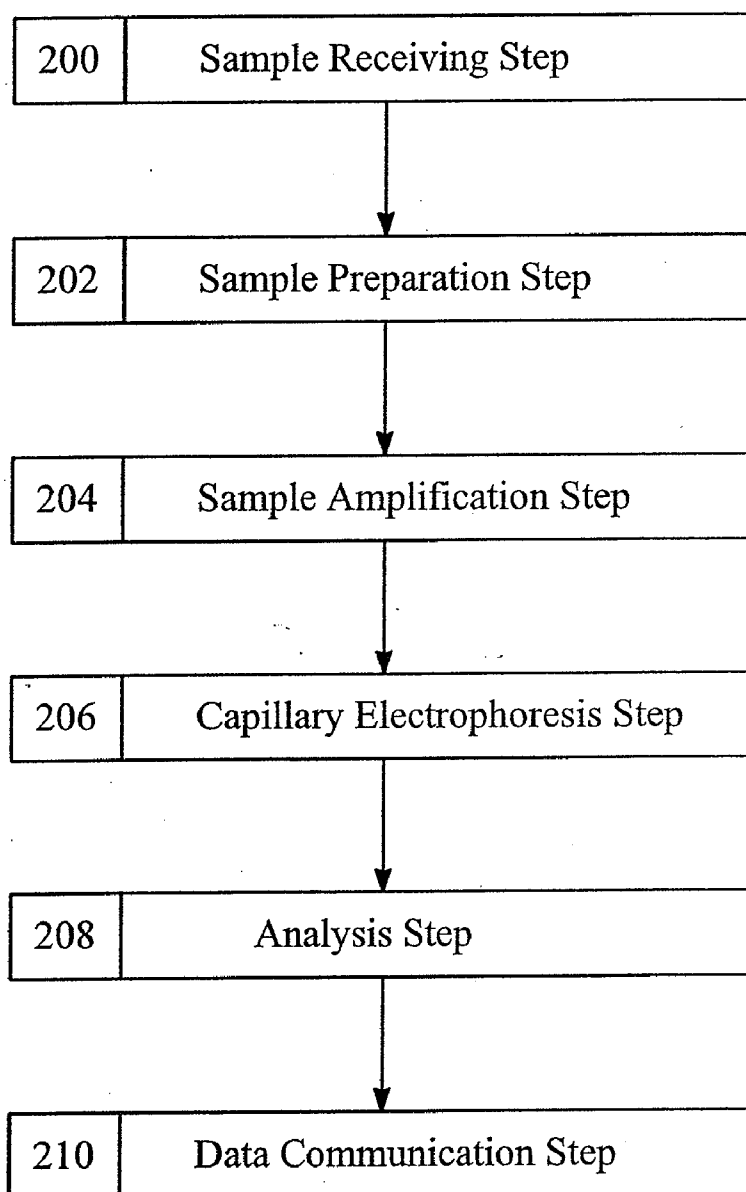 200 Sample Receiving Step
202 Sample Preparation Step
204 Sample Amplification Step
206 Capillary Electrophoresis Step
208 Analysis Step
210 Data Communication Step